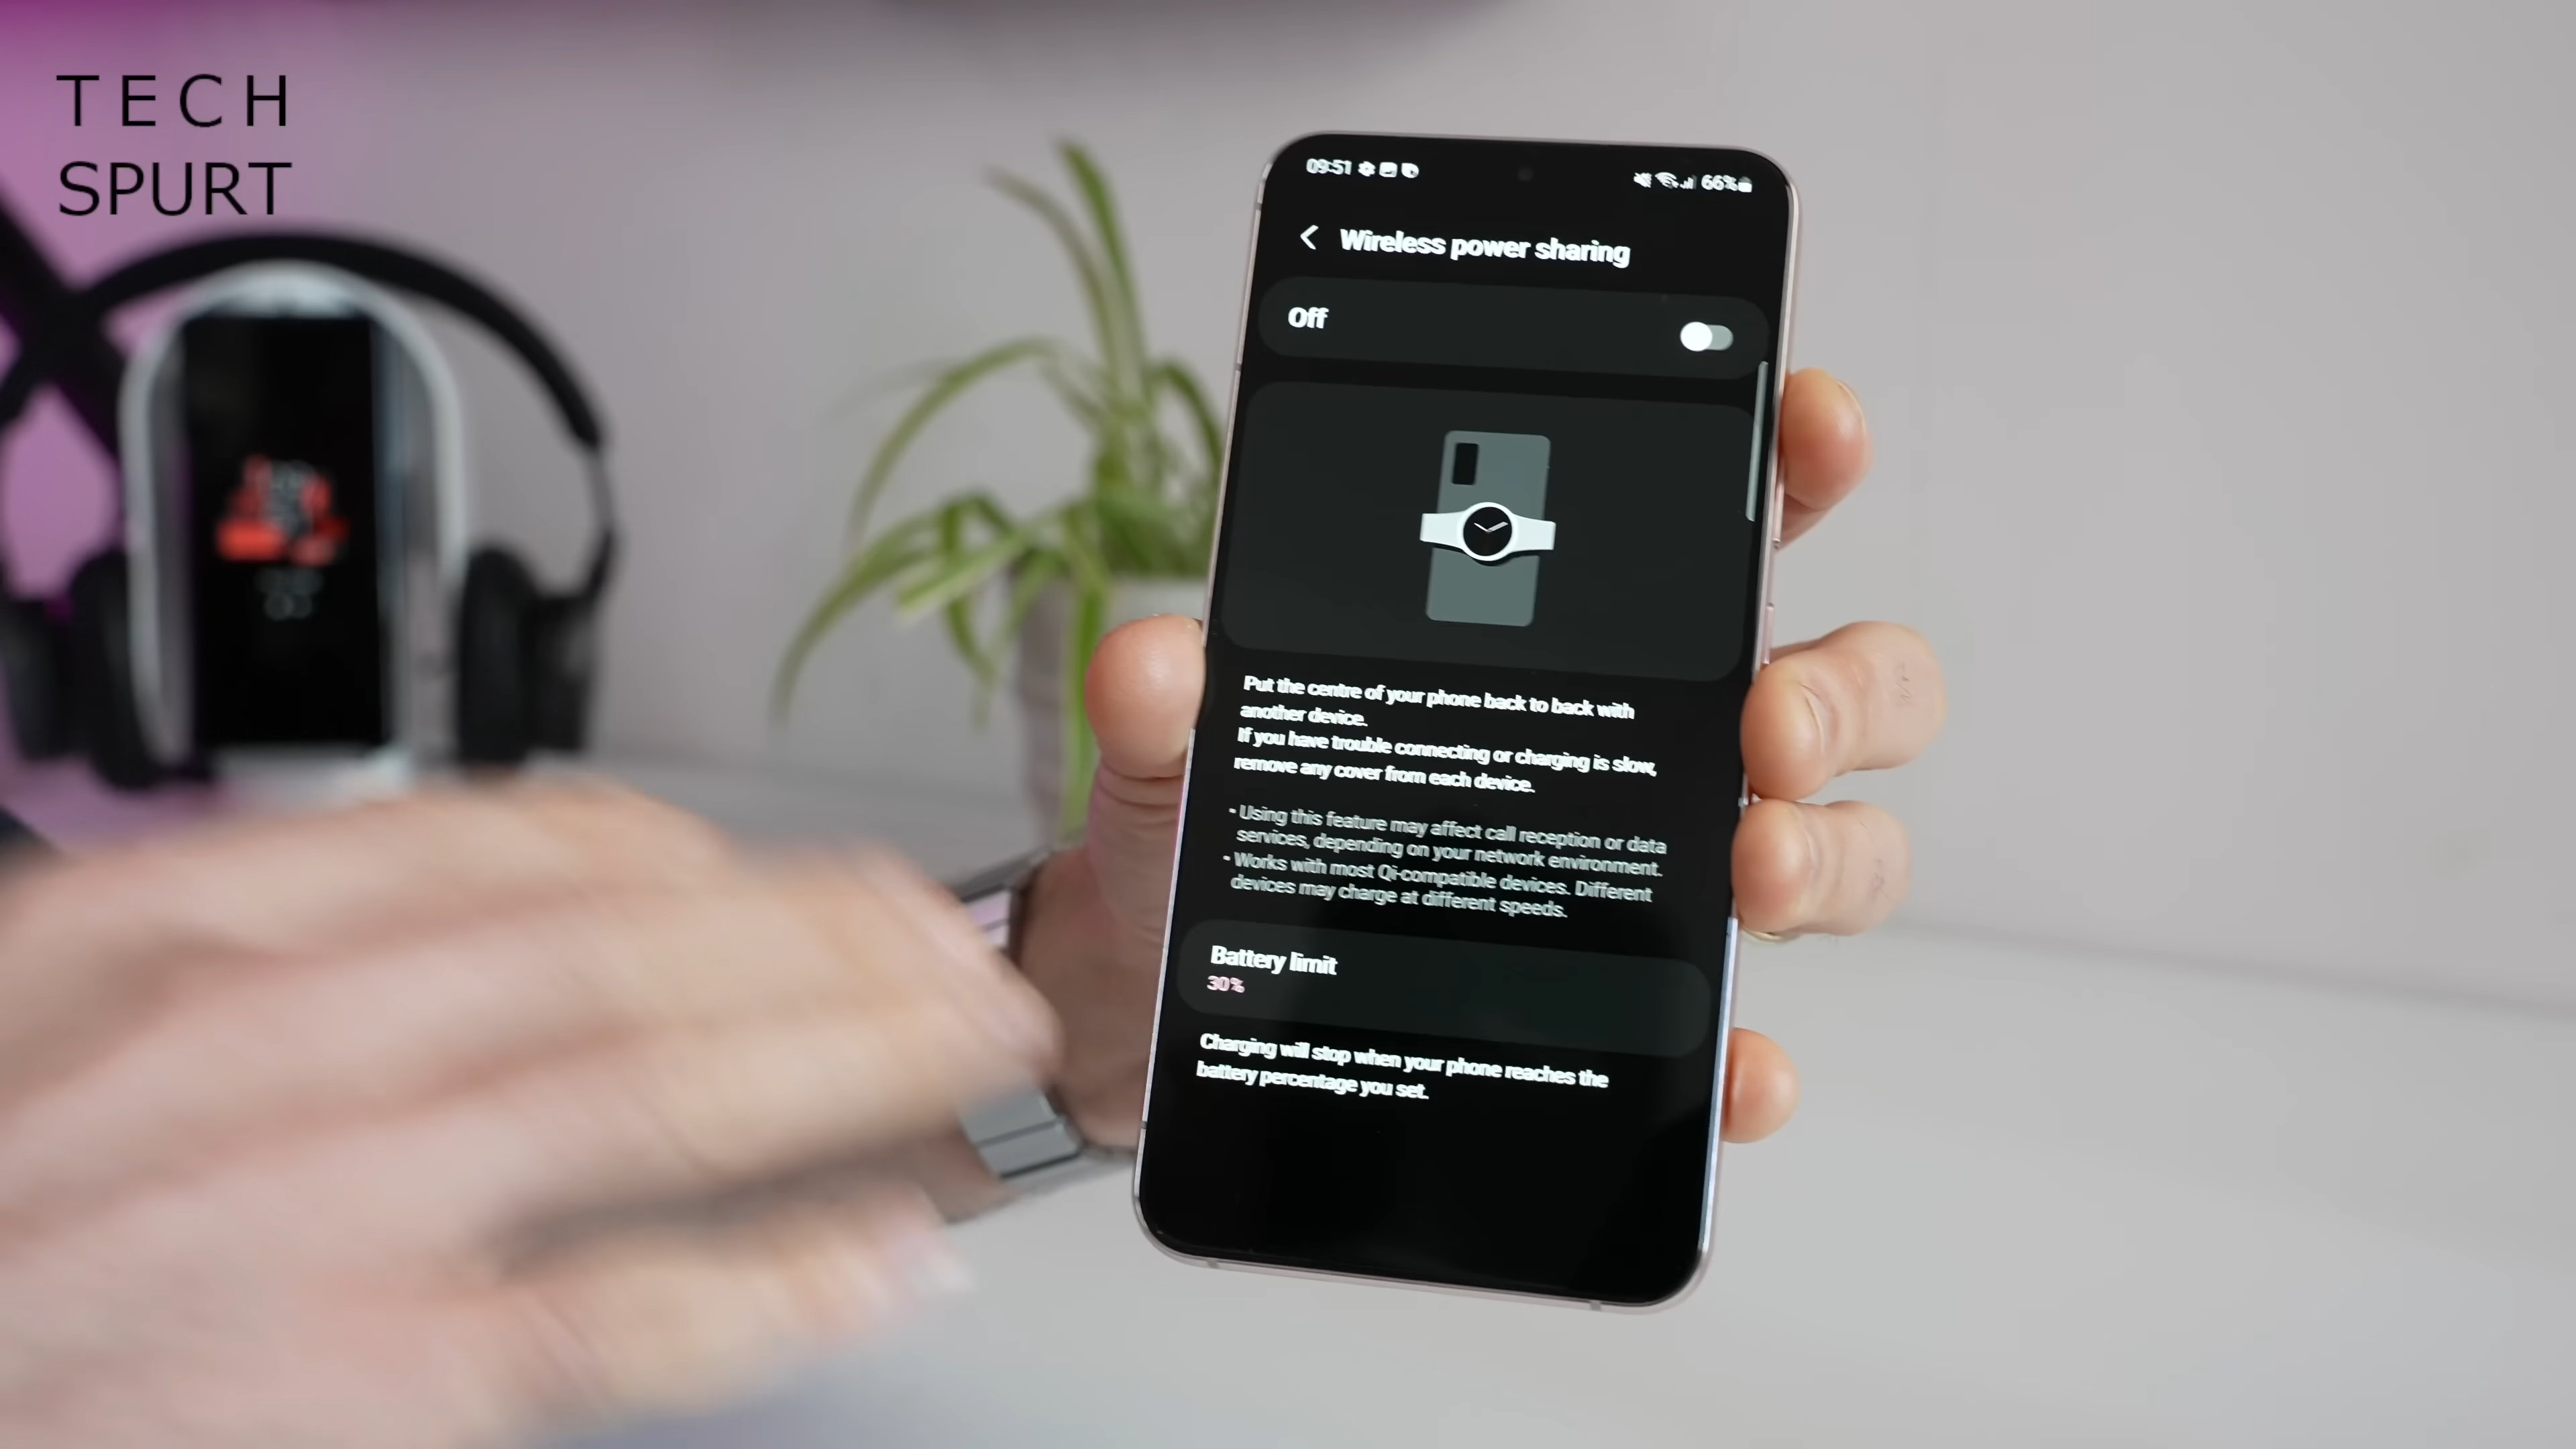 TECH
SPURT
09:51
66%
Wireless power sharing
Off
Put the centre of your phone back to back with
another device.
If you have trouble connecting or charging is slow,
remove any cover from each device.
• Using this feature may affect call reception or data
services, depending on your network environment.
• Works with most Qi-compatible devices. Different
devices may charge at different speeds.
Battery limit
30%
Charging will stop when your phone reaches the
battery percentage you set.